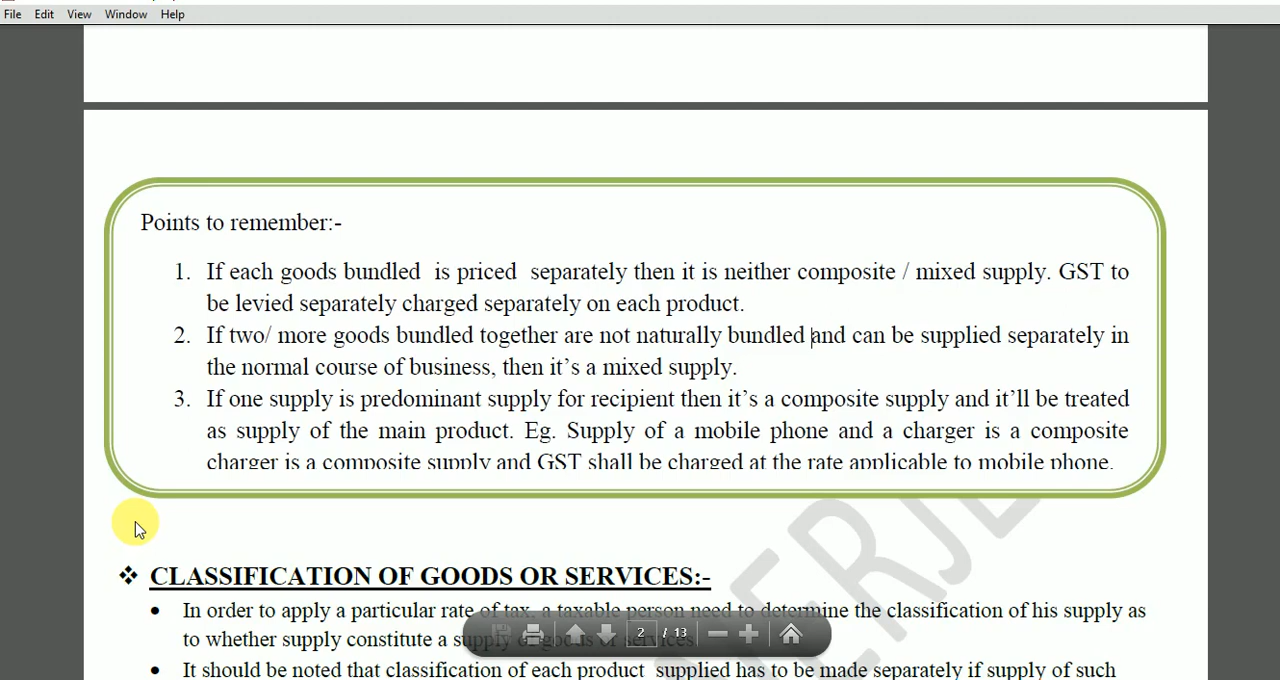 File Edit View Window Help
Points to remember:-
1. If each goods bundled is priced separately then it is neither composite / mixed supply. GST to
be levied separately charged separately on each product.
2. If two/ more goods bundled together are not naturally bundled and can be supplied separately in
the normal course of business, then it’s a mixed supply.
3. If one supply is predominant supply for recipient then it’s a composite supply and it’ll be treated
as supply of the main product. Eg. Supply of a mobile phone and a charger is a composite
charger is a composite supply and GST shall be charged at the rate applicable to mobile phone.
❖ CLASSIFICATION OF GOODS OR SERVICES:-
• In order to apply a particular rate of tax, a taxable person need to determine the classification of his supply as
to whether supply constitute a supply of goods or services
2 / 13
• It should be noted that classification of each product supplied has to be made separately if supply of such